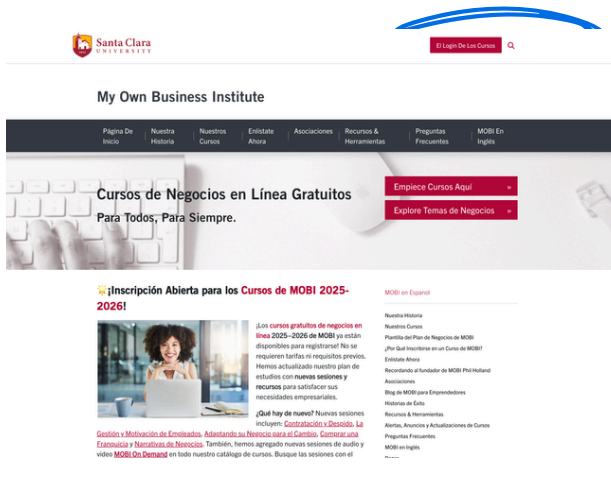 Santa Clara
UNIVERSITY
El Login De Los Cursos
My Own Business Institute
Página De Inicio
Nuestra Historia
Nuestros Cursos
Enlístate Ahora
Asociaciones
Recursos & Herramientas
Preguntas Frecuentes
MOBI En Inglés
Cursos de Negocios en Línea Gratuitos
Para Todos, Para Siempre.
Empiece Cursos Aquí »
Explore Temas de Negocios »
¡Inscripción Abierta para los Cursos de MOBI 2025-
2026!
¡Los cursos gratuitos de negocios en
línea 2025–2026 de MOBI ya están
disponibles para registrarse! No se
requieren tarifas ni requisitos previos.
Hemos actualizado nuestro plan de
estudios con nuevas sesiones y
recursos para satisfacer sus
necesidades empresariales.
¿Qué hay de nuevo? Nuevas sesiones
incluyen: Contratación y Despido, La
Gestión y Motivación de Empleados, Adaptando su Negocio para el Cambio, Comprar una
Franquicia y Narrativas de Negocios. También, hemos agregado nuevas sesiones de audio y
video MOBI On Demand en todo nuestro catálogo de cursos. Busque las sesiones con el
MOBI en Espanol
Nuestra Historia
Nuestros Cursos
Plantilla del Plan de Negocios de MOBI
¿Por Qué Inscribirse en un Curso de MOBI?
Enlístate Ahora
Recordando al fundador de MOBI Phil Holland
Asociaciones
Blog de MOBI para Emprendedores
Historias de Éxito
Recursos & Herramientas
Alertas, Anuncios y Actualizaciones de Cursos
Preguntas Frecuentes
MOBI en Inglés